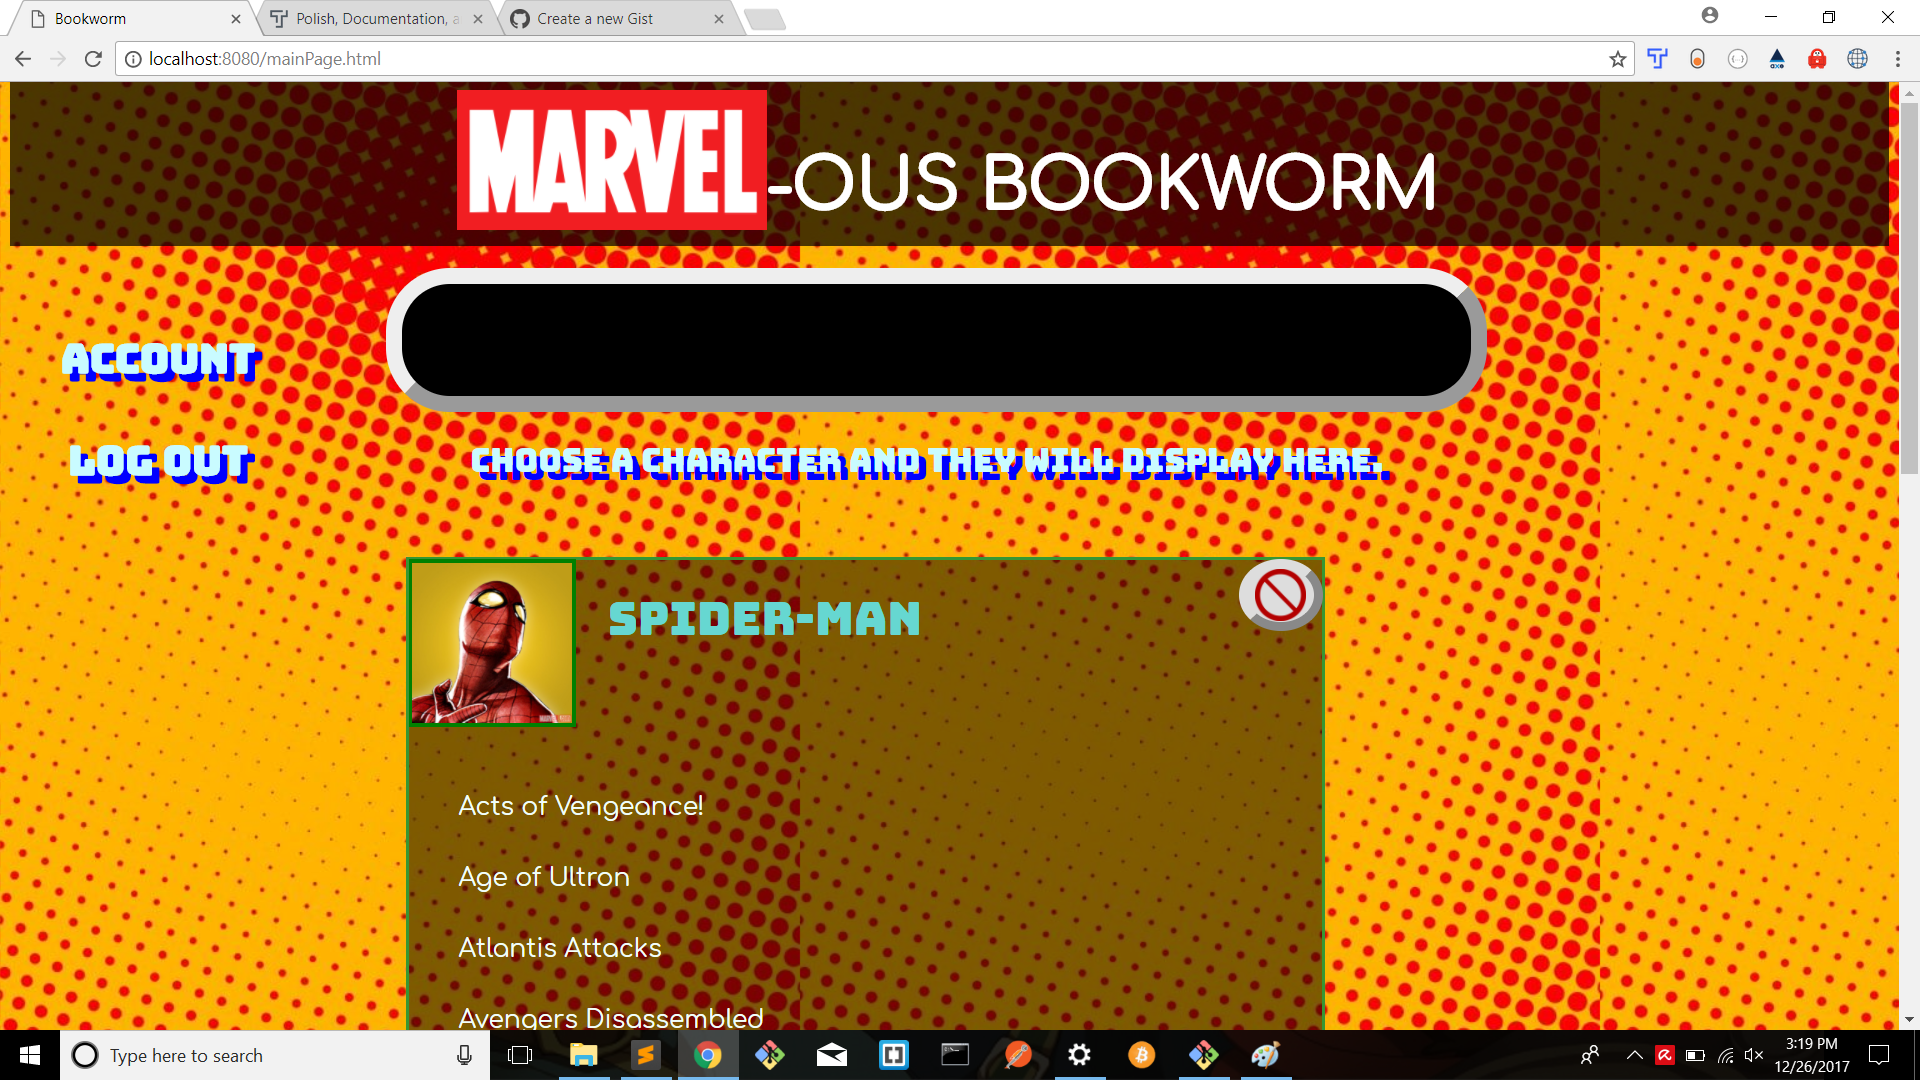 Bookworm
Polish, Documentation, a
Create a new Gist
localhost:8080/mainPage.html
MARVEL-OUS BOOKWORM
ACCOUNT
LOG OUT
CHOOSE A CHARACTER AND THEY WILL DISPLAY HERE.
SPIDER-MAN
Acts of Vengeance!
Age of Ultron
Atlantis Attacks
Avengers Disassembled
Type here to search
3:19 PM
12/26/2017